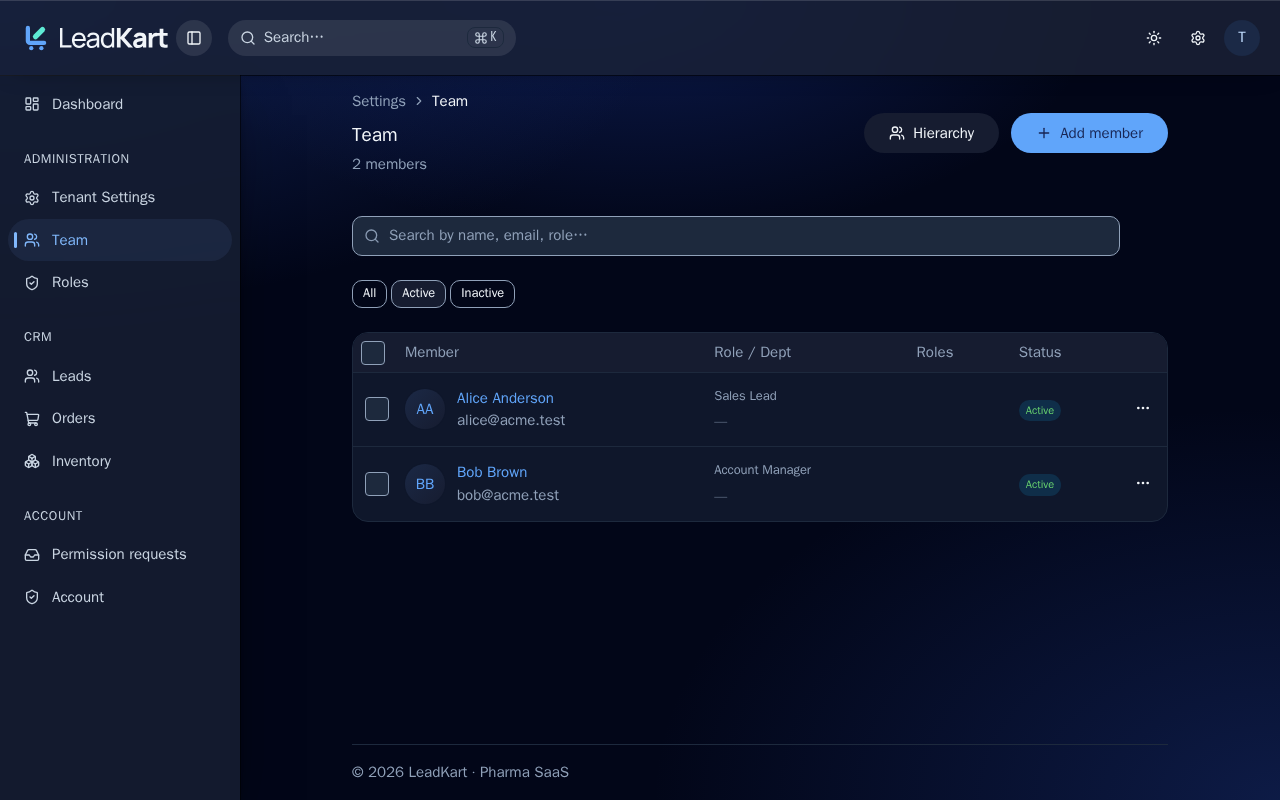 LeadKart
Search…
⌘K
T
Dashboard
ADMINISTRATION
Tenant Settings
Team
Roles
CRM
Leads
Orders
Inventory
ACCOUNT
Permission requests
Account
Settings > Team
Team
2 members
Hierarchy
+ Add member
Search by name, email, role…
All Active Inactive
Member Role / Dept Roles Status
AA Alice Anderson Sales Lead Active
alice@acme.test —
BB Bob Brown Account Manager Active
bob@acme.test —
© 2026 LeadKart · Pharma SaaS